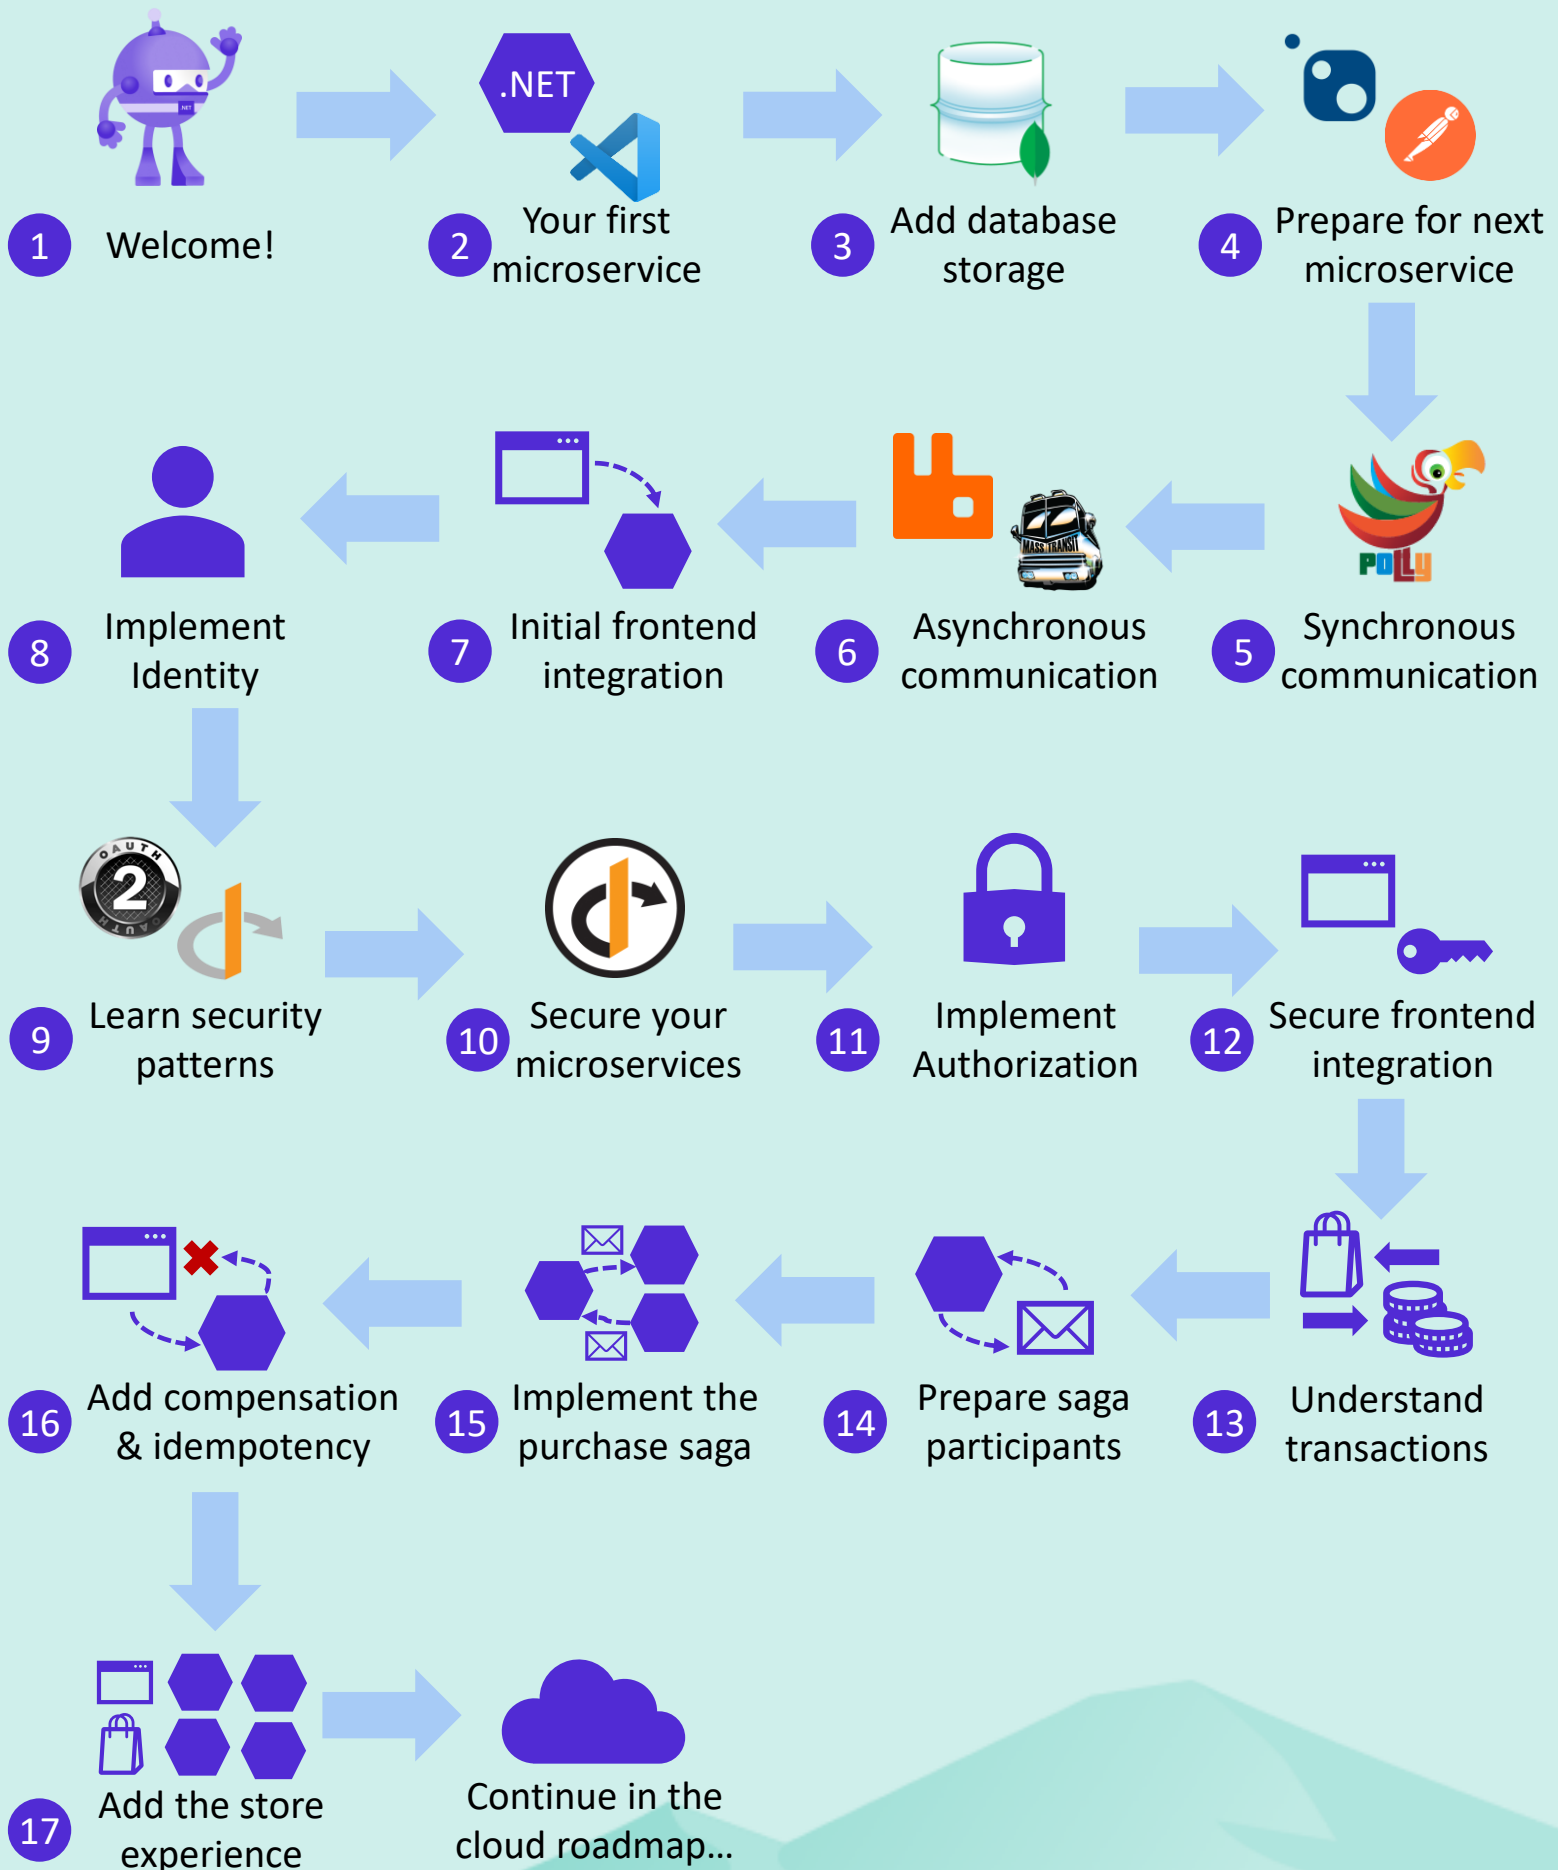 .NET
.NET
1
Welcome!
2
Your first
microservice
3
Add database
storage
4
Prepare for next
microservice
MASS TRANSIT
POLLY
8
Implement
Identity
7
Initial frontend
integration
6
Asynchronous
communication
5
Synchronous
communication
OAUTH
2
OAUTH
9
Learn security
patterns
10
Secure your
microservices
11
Implement
Authorization
12
Secure frontend
integration
16
Add compensation
& idempotency
15
Implement the
purchase saga
14
Prepare saga
participants
13
Understand
transactions
17
Add the store
experience
Continue in the
cloud roadmap...